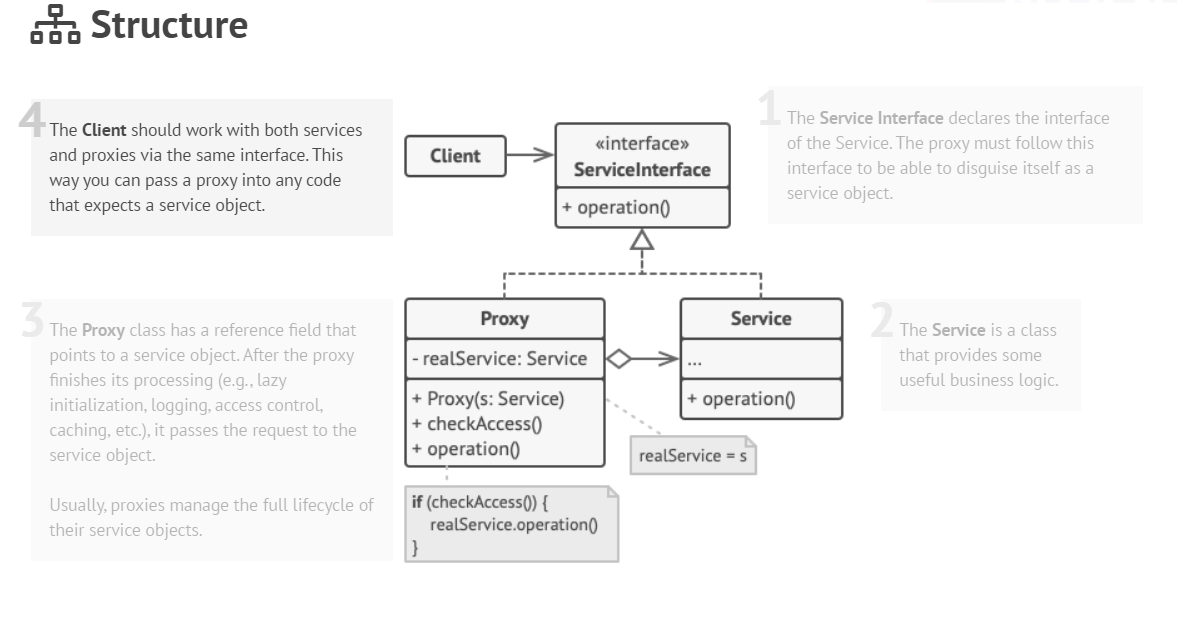 Structure
4
The Client should work with both services
and proxies via the same interface. This
way you can pass a proxy into any code
that expects a service object.
Client
«interface»
ServiceInterface
+ operation()
1
The Service Interface declares the interface
of the Service. The proxy must follow this
interface to be able to disguise itself as a
service object.
3
The Proxy class has a reference field that
points to a service object. After the proxy
finishes its processing (e.g., lazy
initialization, logging, access control,
caching, etc.), it passes the request to the
service object.
Usually, proxies manage the full lifecycle of
their service objects.
Proxy
- realService: Service
+ Proxy(s: Service)
+ checkAccess()
+ operation()
Service
...
+ operation()
2
The Service is a class
that provides some
useful business logic.
realService = s
if (checkAccess()) {
realService.operation()
}